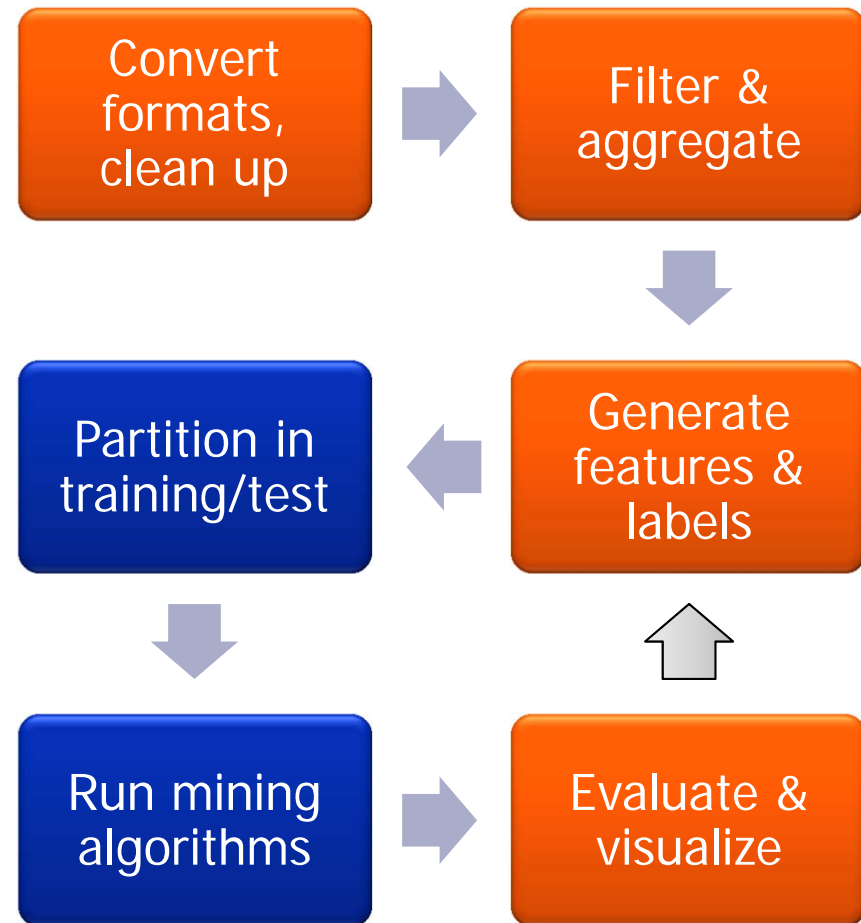 Convert
formats,
clean up
Filter &
aggregate
Generate
features &
labels
Partition in
training/test
Run mining
algorithms
Evaluate &
visualize